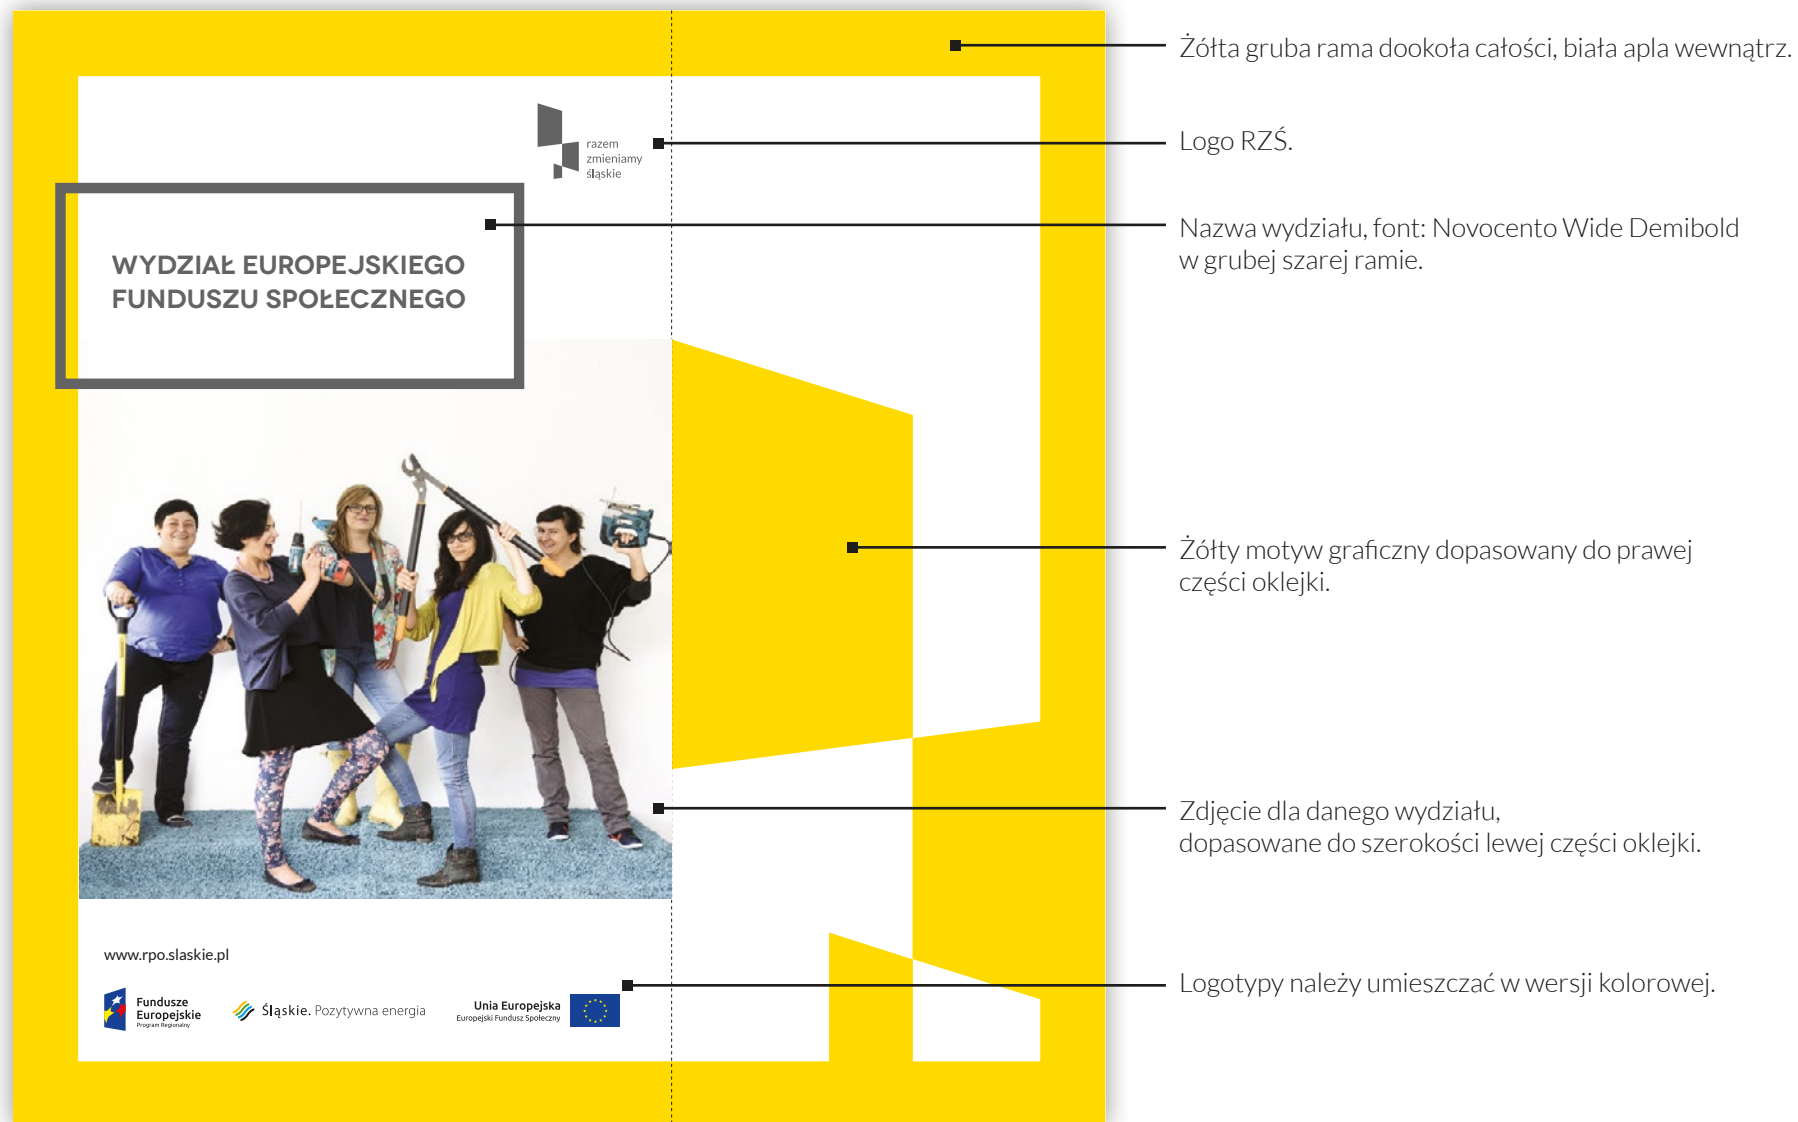 Żółta gruba rama dookoła całości, biała apla wewnątrz.
razem
zmieniamy
śląskie
Logo RZŚ.
WYDZIAŁ EUROPEJSKIEGO
FUNDUSZU SPOŁECZNEGO
Nazwa wydziału, font: Novocento Wide Demibold
w grubej szarej ramie.
Żółty motyw graficzny dopasowany do prawej
części oklejki.
Zdjęcie dla danego wydziału,
dopasowane do szerokości lewej części oklejki.
www.rpo.slaskie.pl
Fundusze
Europejskie
Program Regionalny
Śląskie. Pozytywna energia
Unia Europejska
Europejski Fundusz Społeczny
Logotypy należy umieszczać w wersji kolorowej.